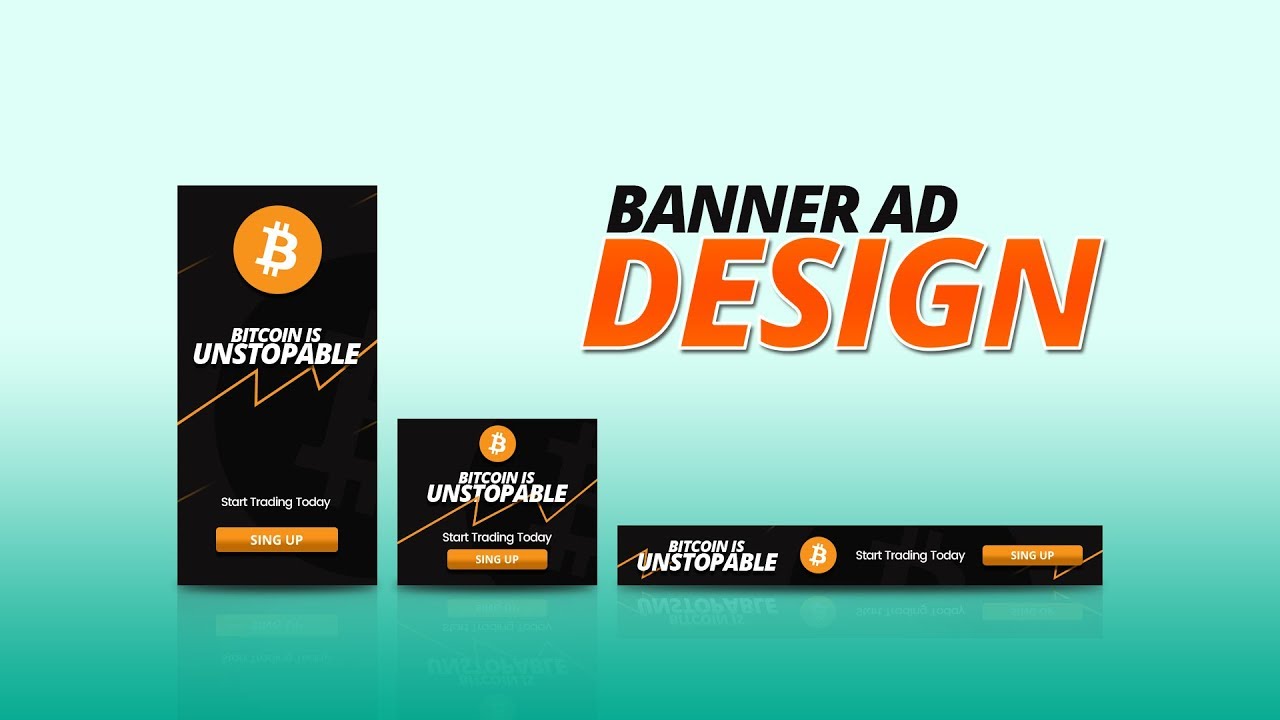 BANNER AD
DESIGN
BITCOIN IS
UNSTOPABLE
Start Trading Today
SING UP
BITCOIN IS
UNSTOPABLE
Start Trading Today
SING UP
BITCOIN IS
UNSTOPABLE
Start Trading Today
SING UP